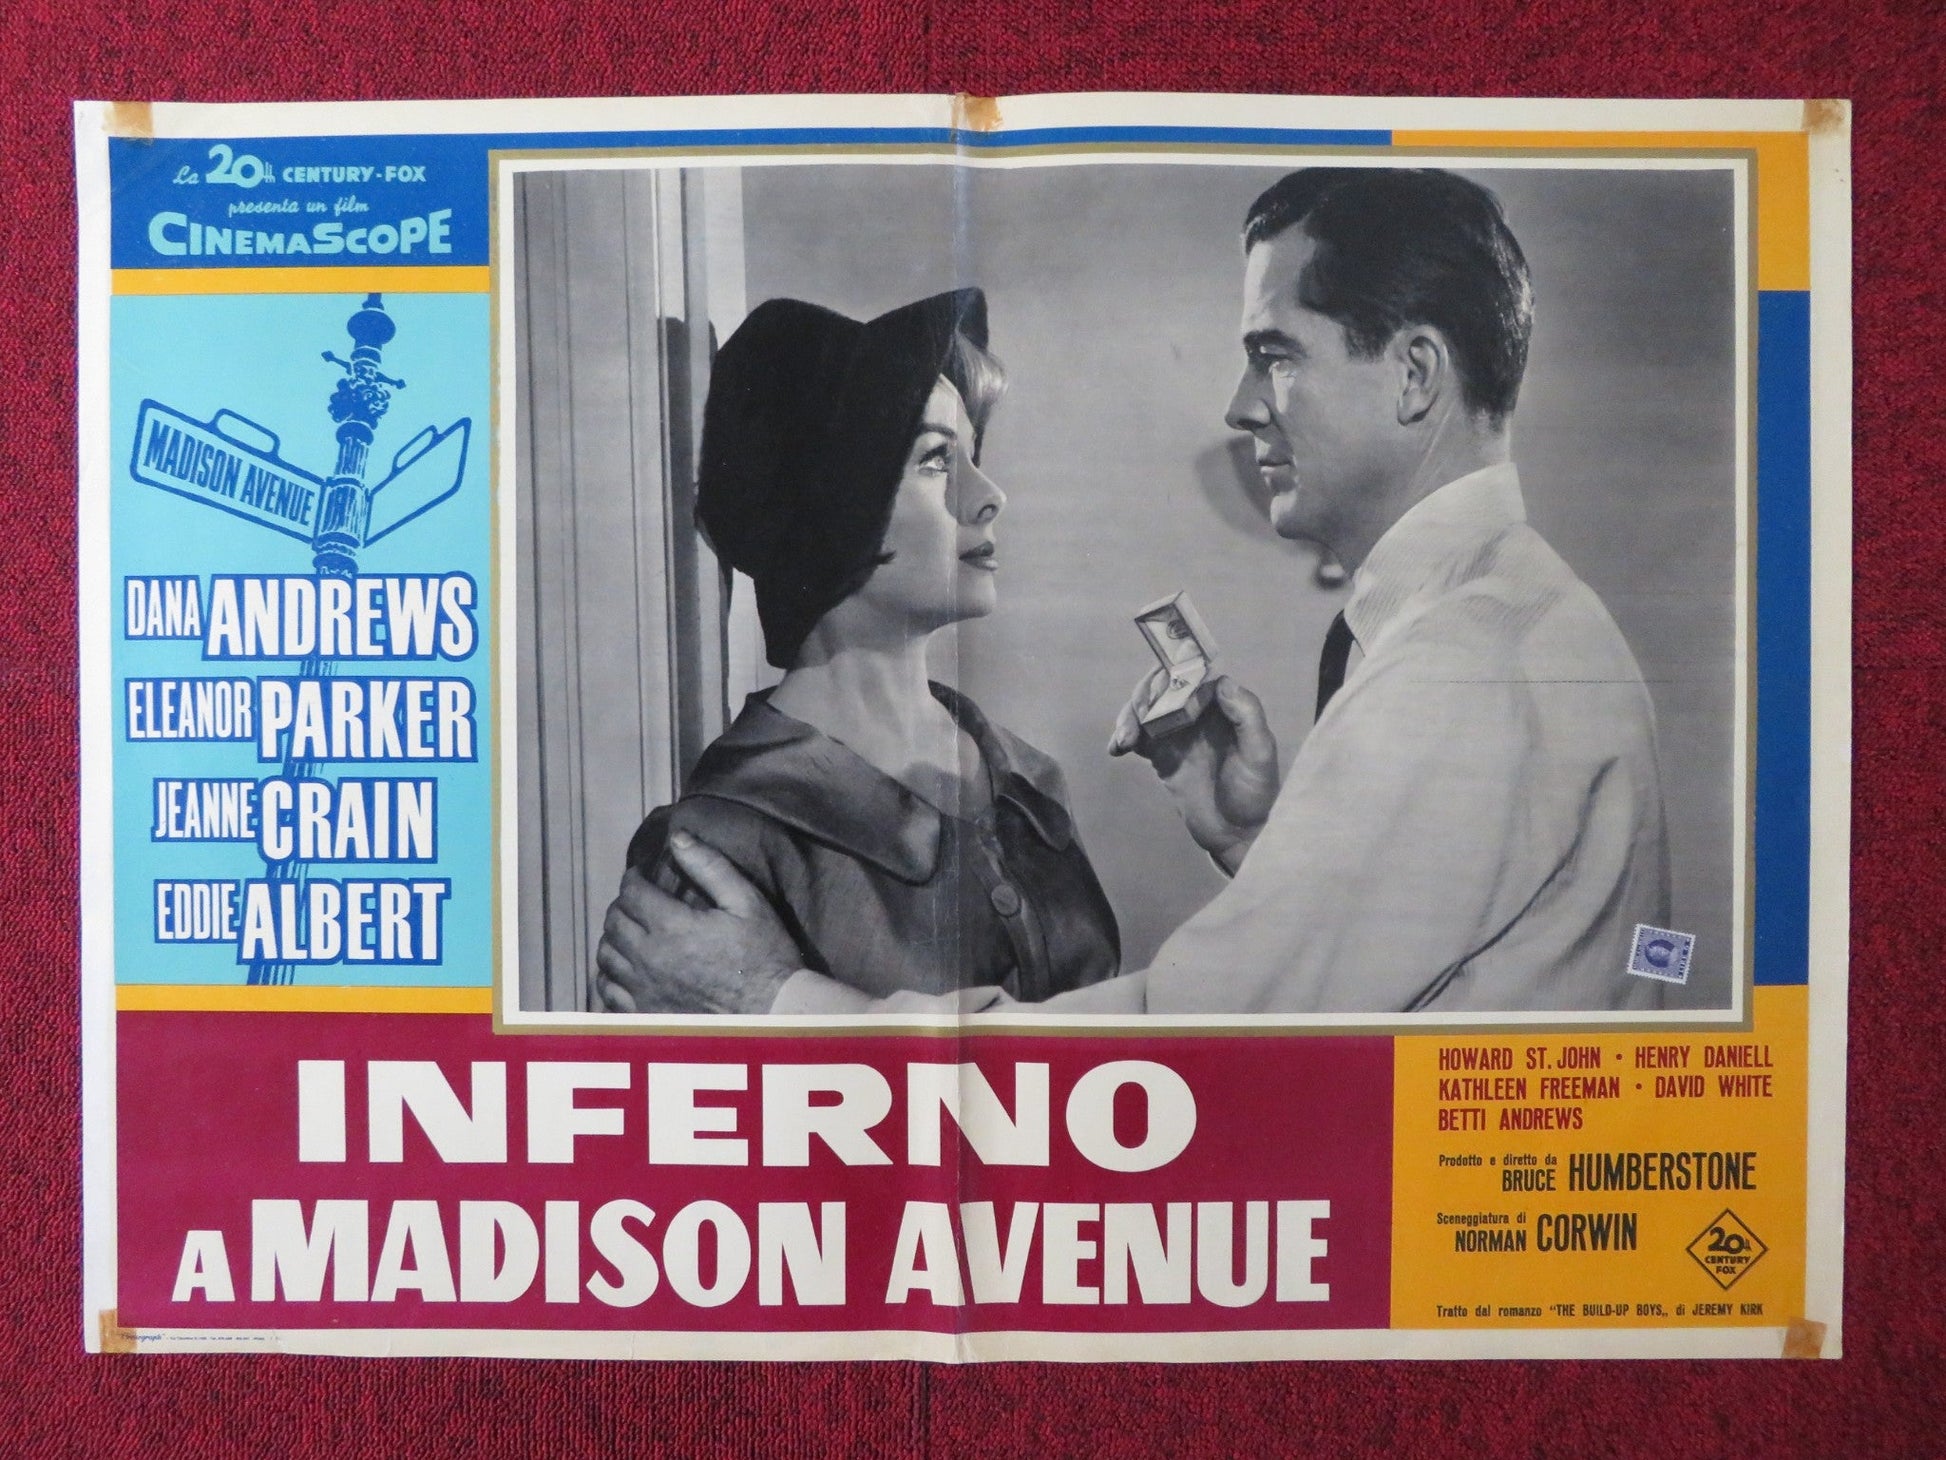 La 20th CENTURY-FOX
presenta un film
CINEMASCOPE
MADISON AVENUE
DANA ANDREWS
ELEANOR PARKER
JEANNE CRAIN
EDDIE ALBERT
INFERNO
A MADISON AVENUE
HOWARD ST. JOHN • HENRY DANIELL
KATHLEEN FREEMAN • DAVID WHITE
BETTI ANDREWS
Prodotto e diretto da
BRUCE HUMBERSTONE
Sceneggiatura di
NORMAN CORWIN
20th
CENTURY
FOX
Tratto dal romanzo "THE BUILD-UP BOYS„ di JEREMY KIRK